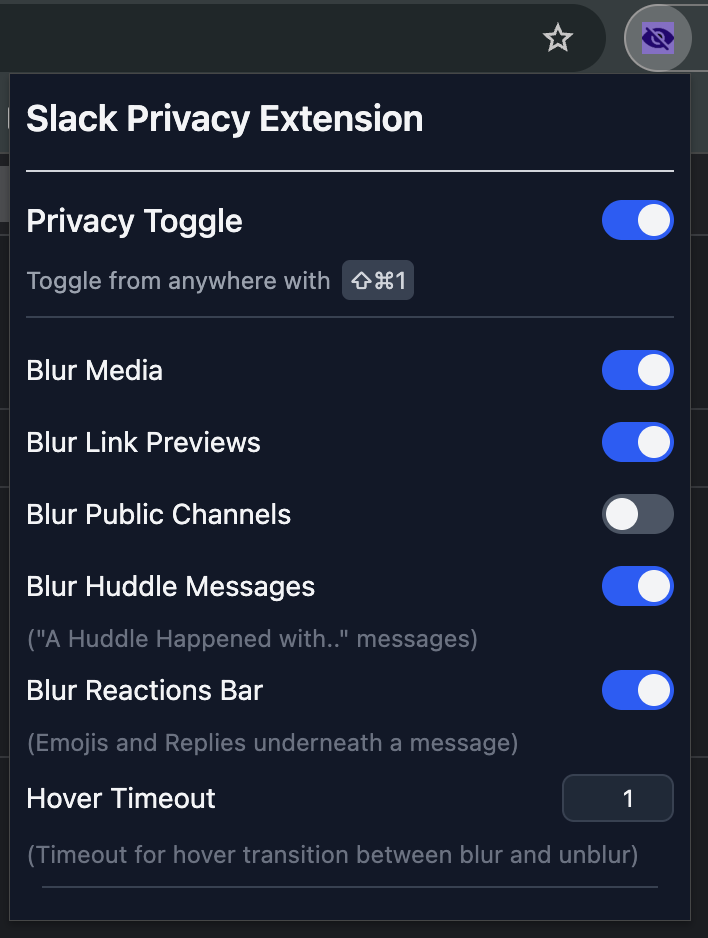 Slack Privacy Extension
Privacy Toggle
Toggle from anywhere with ⇧⌘1
Blur Media
Blur Link Previews
Blur Public Channels
Blur Huddle Messages
("A Huddle Happened with.." messages)
Blur Reactions Bar
(Emojis and Replies underneath a message)
Hover Timeout 1
(Timeout for hover transition between blur and unblur)